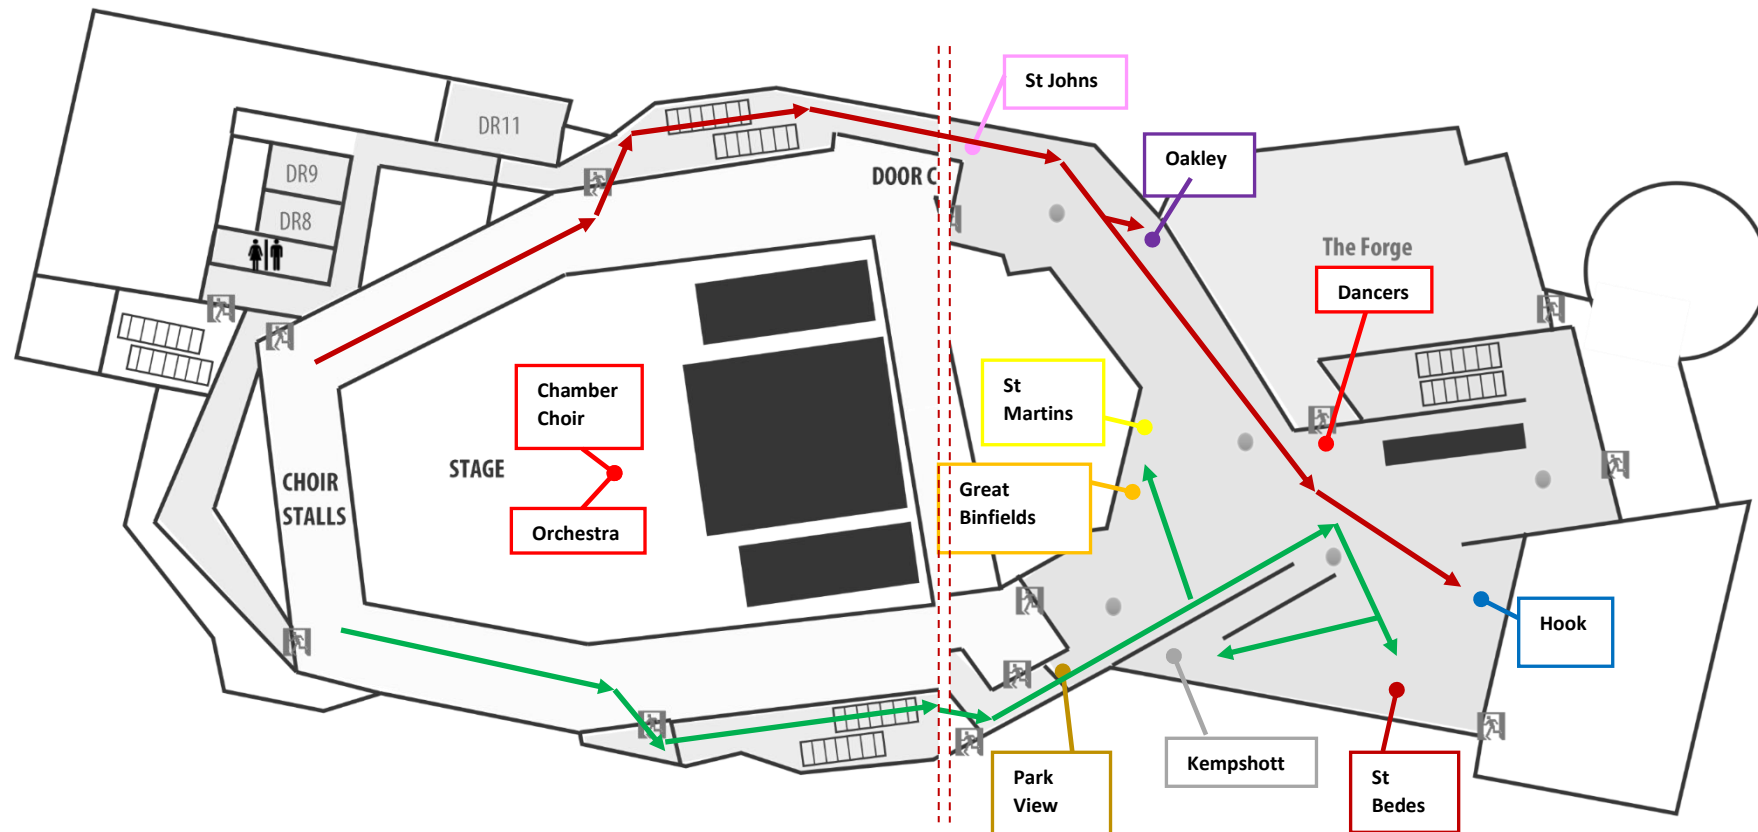 St Johns
DR11
Oakley
DR9
DOOR C
DR8
The Forge
Dancers
Chamber
Choir
St
Martins
STAGE
CHOIR
STALLS
Great
Binfields
Orchestra
Hook
Park
View
Kempshott
St
Bedes